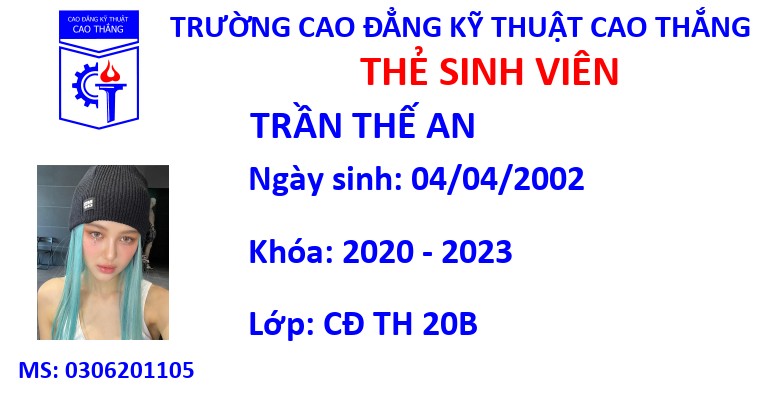 CAO ĐẲNG KỸ THUẬT
CAO THẮNG
TRƯỜNG CAO ĐẲNG KỸ THUẬT CAO THẮNG
THẺ SINH VIÊN
TRẦN THẾ AN
Ngày sinh: 04/04/2002
Khóa: 2020 - 2023
Lớp: CĐ TH 20B
MS: 0306201105